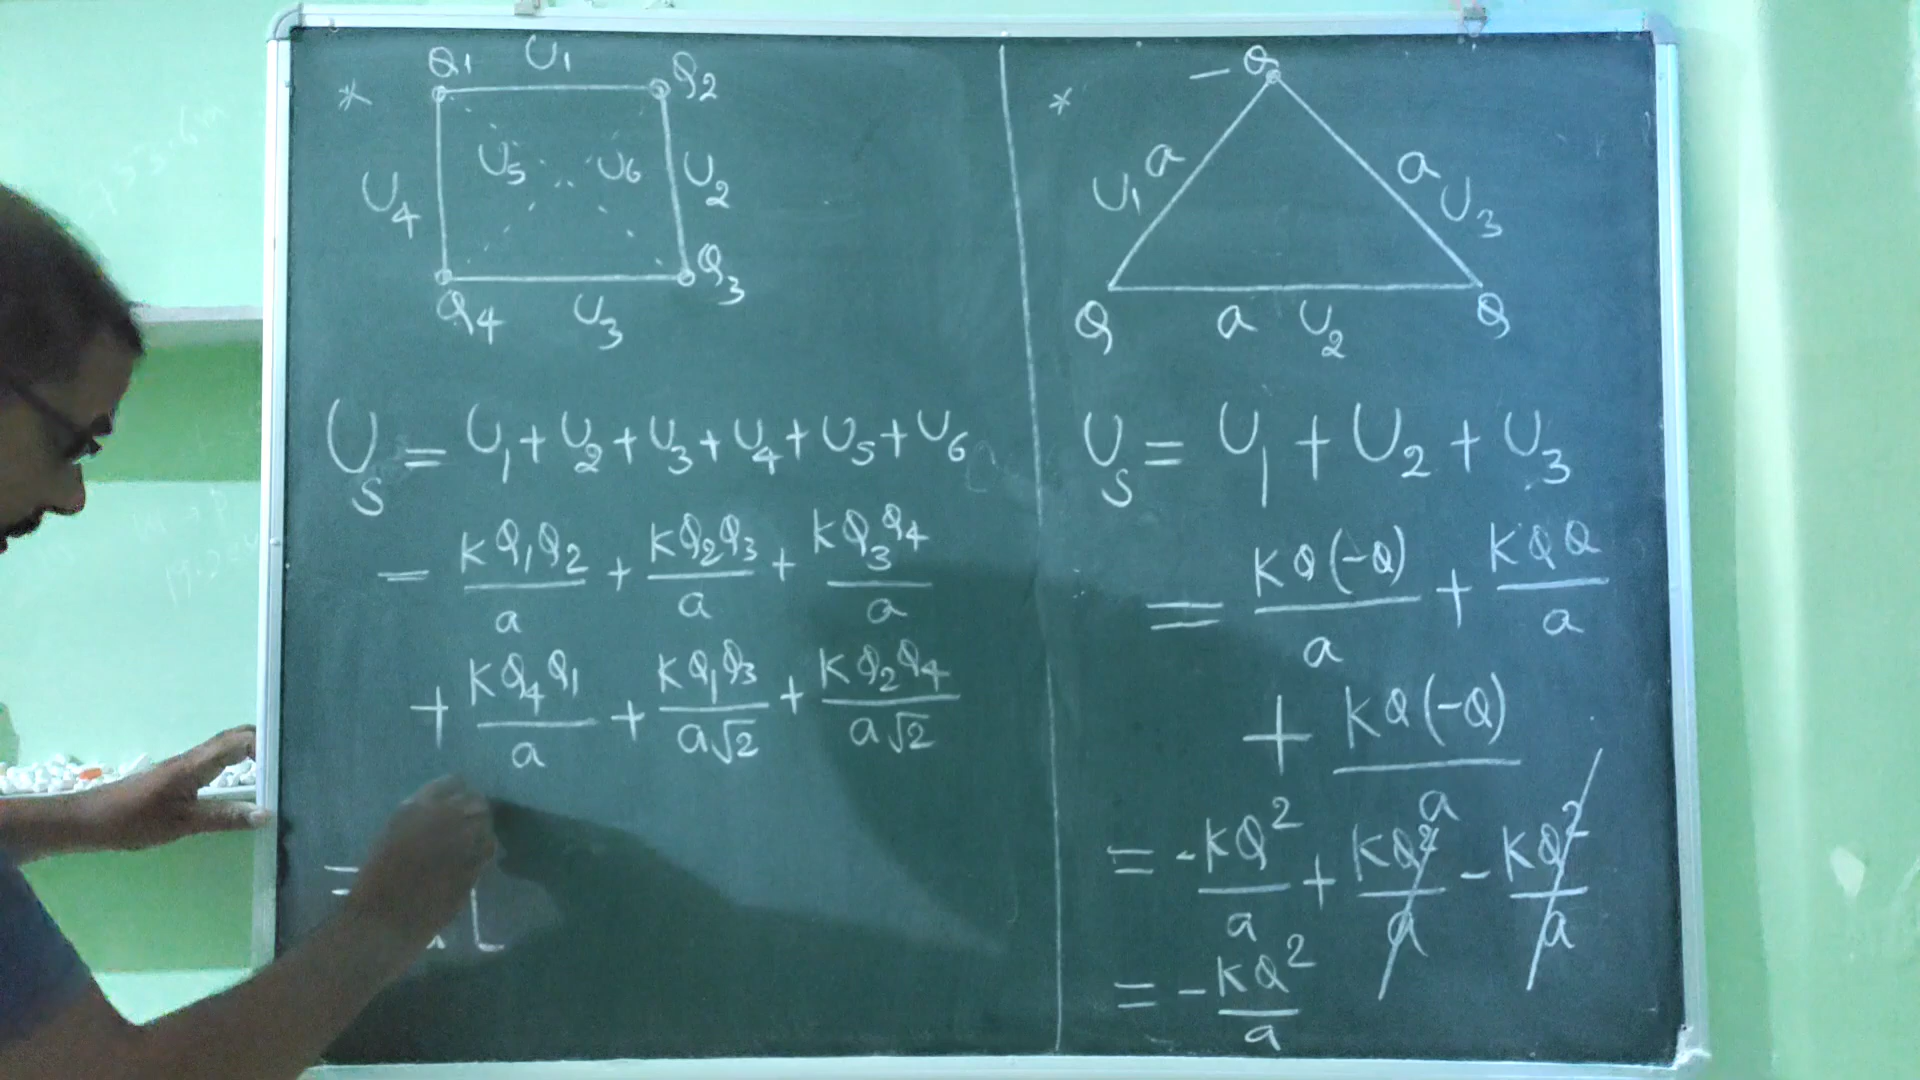 * Q1 U1 Q2
U5 U6
U4 U2
Q4 U3 Q3
Us = U1 + U2 + U3 + U4 + U5 + U6
= KQ1Q2/a + KQ2Q3/a + KQ3Q4/a
+ KQ4Q1/a + KQ1Q3/a√2 + KQ2Q4/a√2
=
* -Q
a a
U1 U3
Q a U2 Q
Us = U1 + U2 + U3
= KQ(-Q)/a + KQQ/a
+ KQ(-Q)/a
= -KQ²/a + KQ²/a - KQ²/a
= -KQ²/a